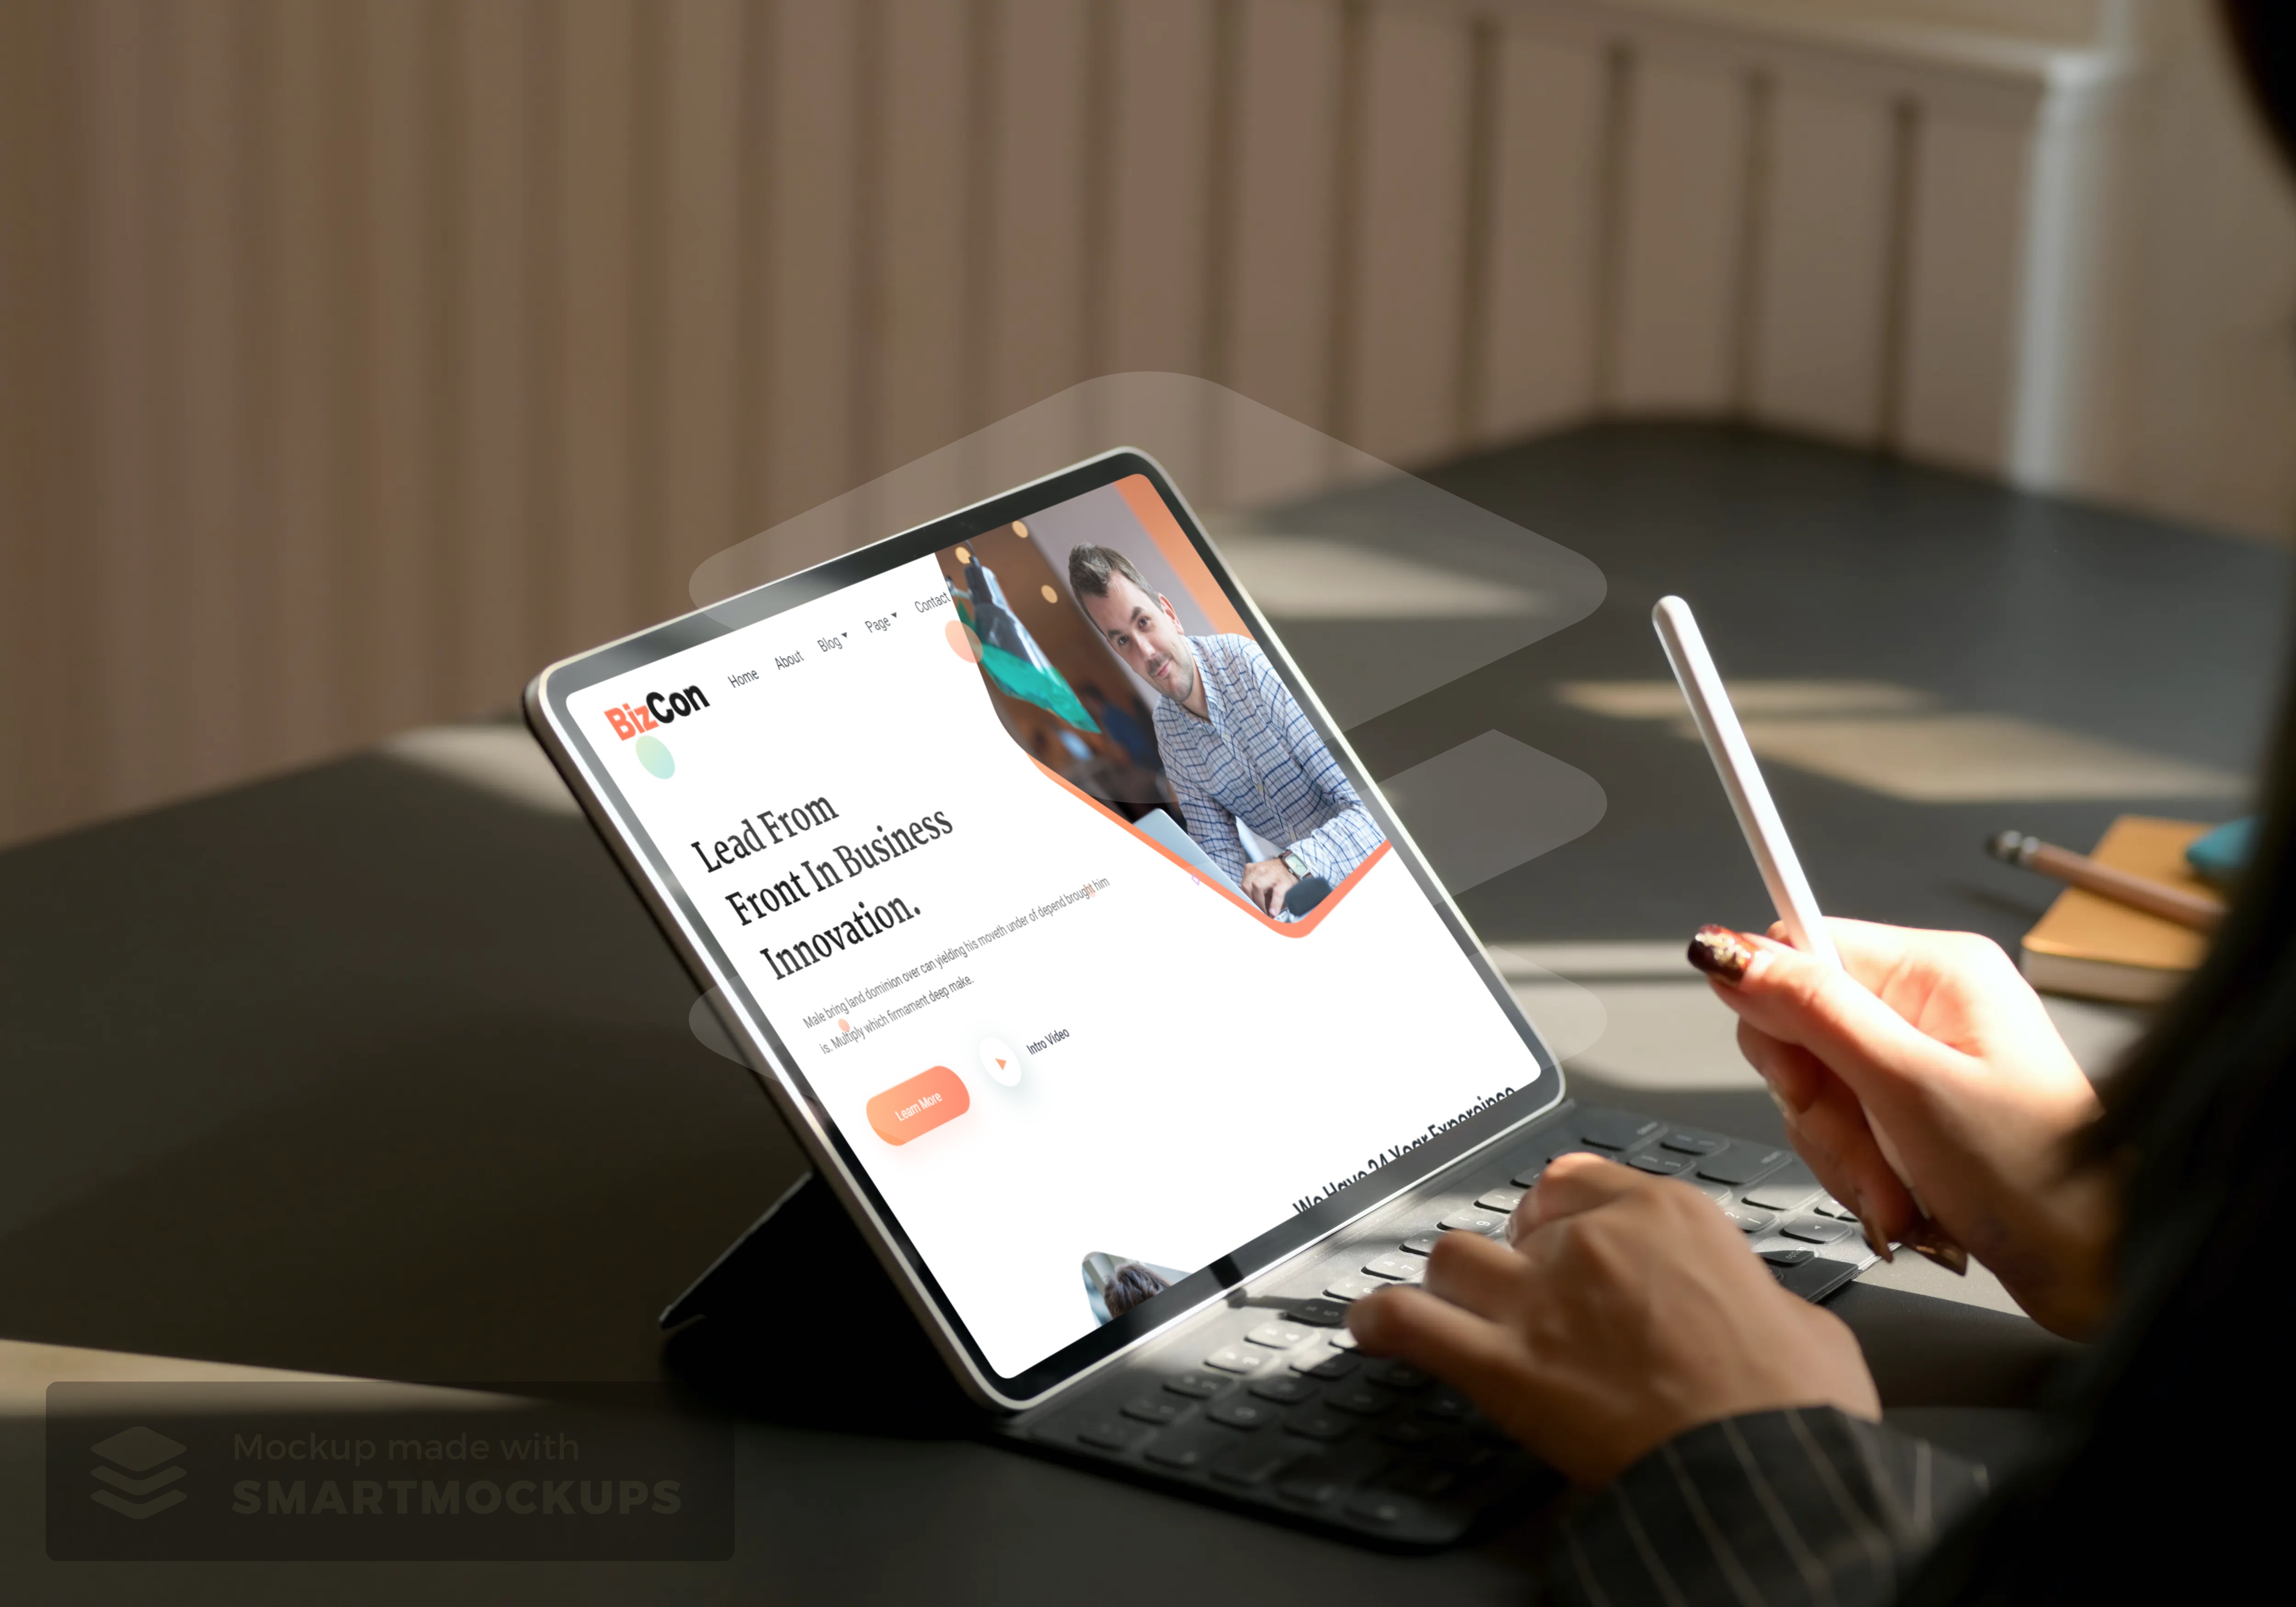 BizCon
Home About Blog Page Contact
Lead From
Front In Business
Innovation.
Male bring land dominion over can yielding his moveth under of depend brought him
is. Multiply which firmament deep make.
Learn More
Intro Video
We Have 24 Year Experience
Mockup made with
SMARTMOCKUPS